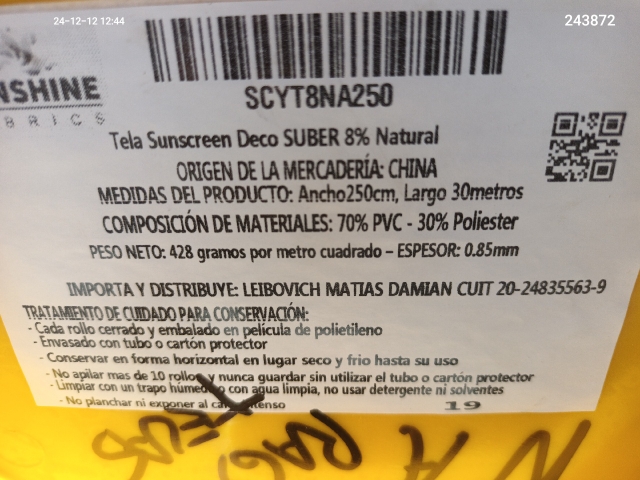 24-12-12 12:44
243872
NSHINE
BRICS
SCYT8NA250
Tela Sunscreen Deco SUBER 8% Natural
ORIGEN DE LA MERCADERÍA: CHINA
MEDIDAS DEL PRODUCTO: Ancho250cm, Largo 30metros
COMPOSICIÓN DE MATERIALES: 70% PVC - 30% Poliester
PESO NETO: 428 gramos por metro cuadrado – ESPESOR: 0.85mm
IMPORTA Y DISTRIBUYE: LEIBOVICH MATIAS DAMIAN CUIT 20-24835563-9
TRATAMIENTO DE CUIDADO PARA CONSERVACIÓN:
- Cada rollo cerrado y embalado en película de polietileno
- Envasado con tubo o cartón protector
- Conservar en forma horizontal en lugar seco y frio hasta su uso
- No apilar mas de 10 rollos y nunca guardar sin utilizar el tubo o cartón protector
- Limpiar con un trapo húmedo o con agua limpia, no usar detergente ni solventes
- No planchar ni exponer al calor intenso
19